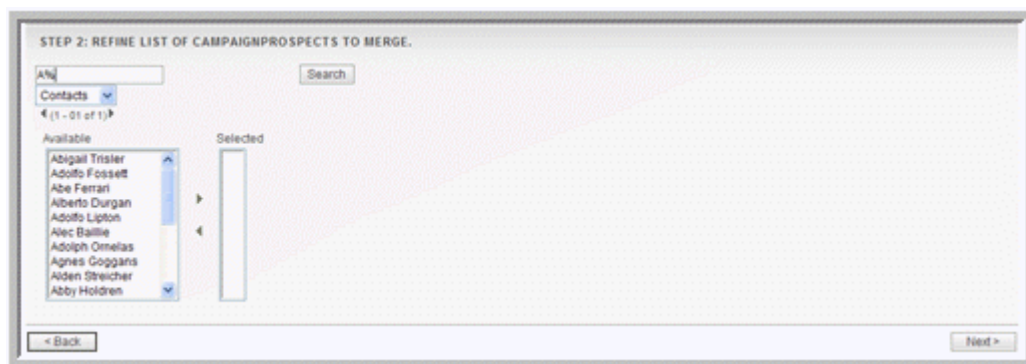 STEP 2: REFINE LIST OF CAMPAIGNPROSPECTS TO MERGE.
A%
Search
Contacts
(1 - 01 of 1)
Available
Selected
Abigail Trisler
Adolfo Fossett
Abe Ferrari
Alberto Durgan
Adolfo Lipton
Alec Baillie
Adolph Ornelas
Agnes Goggans
Alden Streicher
Abby Holdren
< Back
Next >